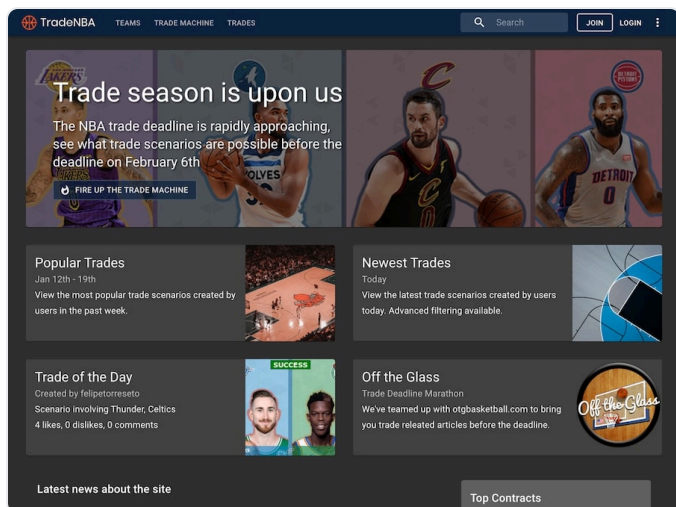 TradeNBA
TEAMS
TRADE MACHINE
TRADES
Search
JOIN
LOGIN
LAKERS
Trade season is upon us
The NBA trade deadline is rapidly approaching,
see what trade scenarios are possible before the
deadline on February 6th
FIRE UP THE TRADE MACHINE
WOLVES
C
DETROIT
PISTONS
DETROIT
0
Popular Trades
Jan 12th - 19th
View the most popular trade scenarios created by
users in the past week.
Newest Trades
Today
View the latest trade scenarios created by users
today. Advanced filtering available.
Trade of the Day
Created by felipetorreseto
Scenario involving Thunder, Celtics
4 likes, 0 dislikes, 0 comments
SUCCESS
Off the Glass
Trade Deadline Marathon
We've teamed up with otgbasketball.com to bring
you trade releated articles before the deadline.
Off the Glass
Latest news about the site
Top Contracts